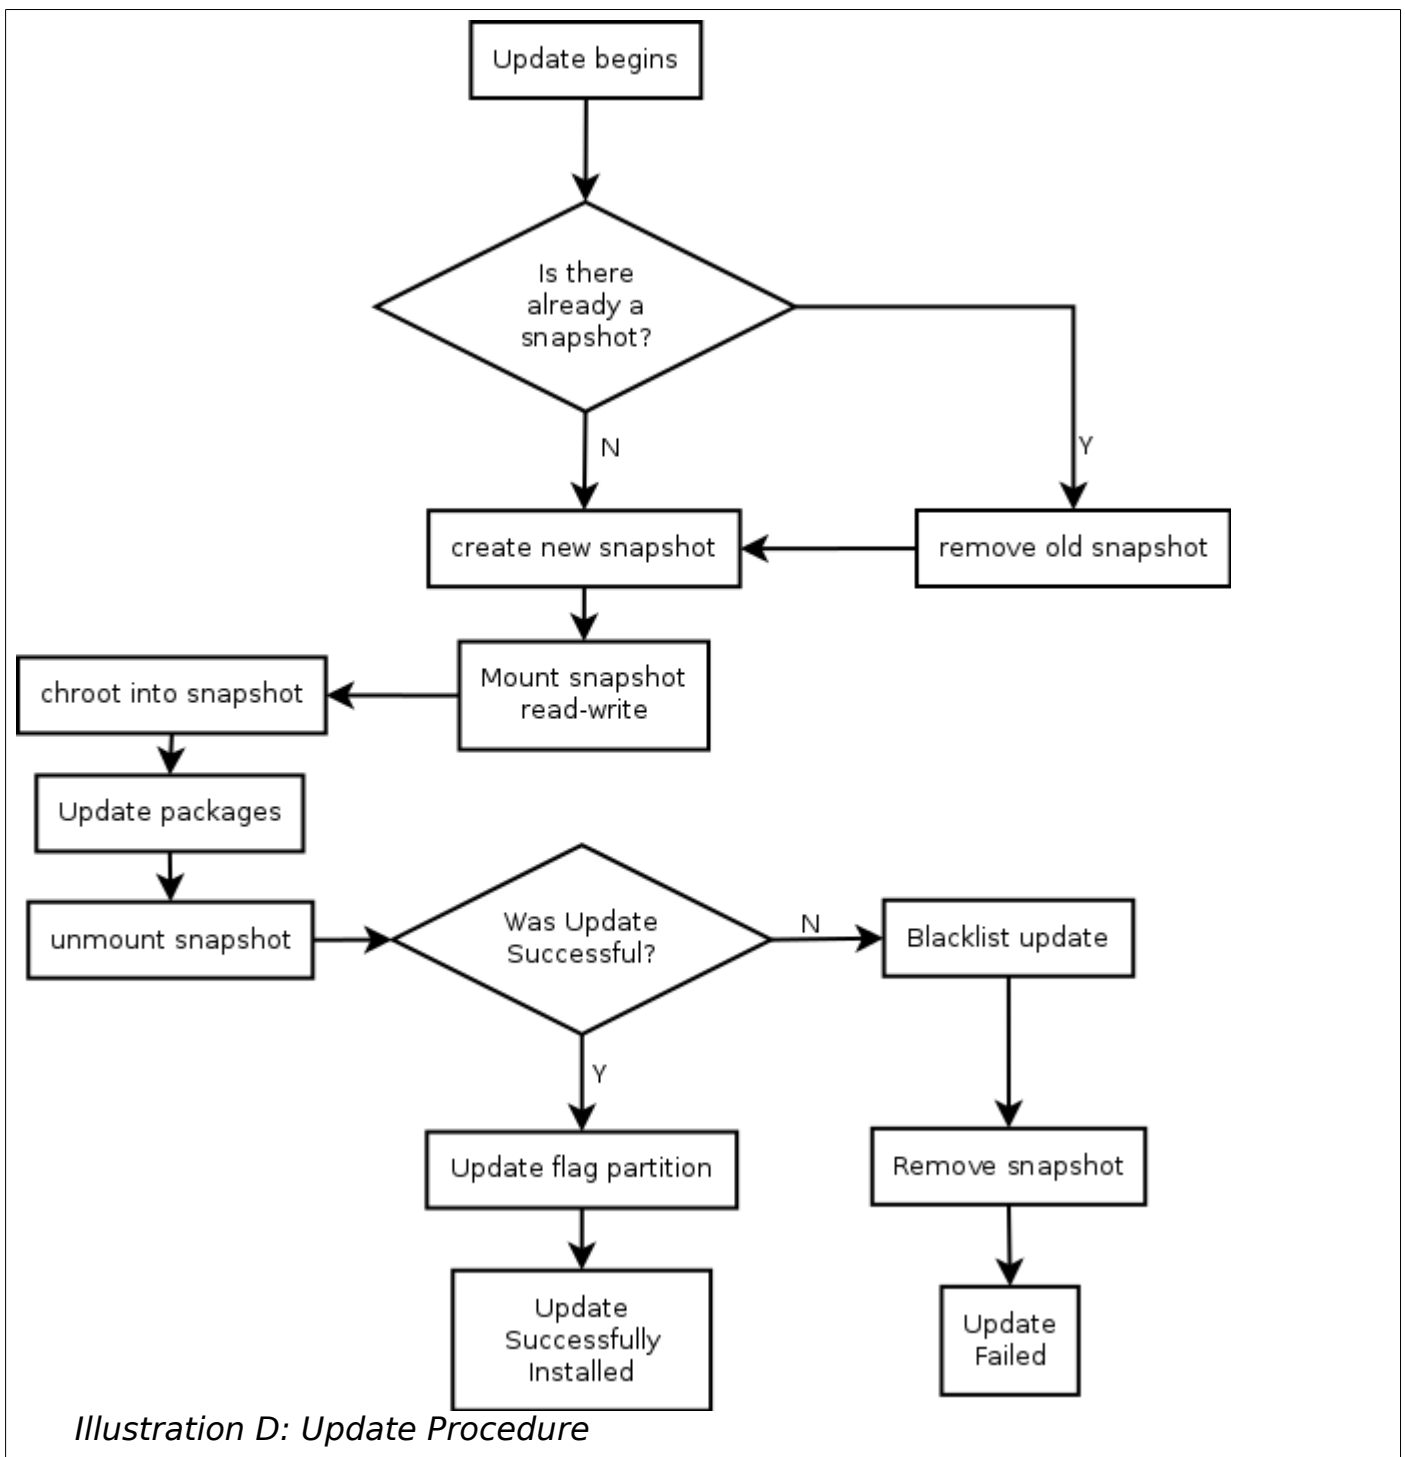 Update begins
Is there
already a
snapshot?
N
Y
create new snapshot
remove old snapshot
Mount snapshot
read-write
chroot into snapshot
Update packages
unmount snapshot
Was Update
Successful?
N
Blacklist update
Y
Update flag partition
Remove snapshot
Update
Successfully
Installed
Update
Failed
Illustration D: Update Procedure